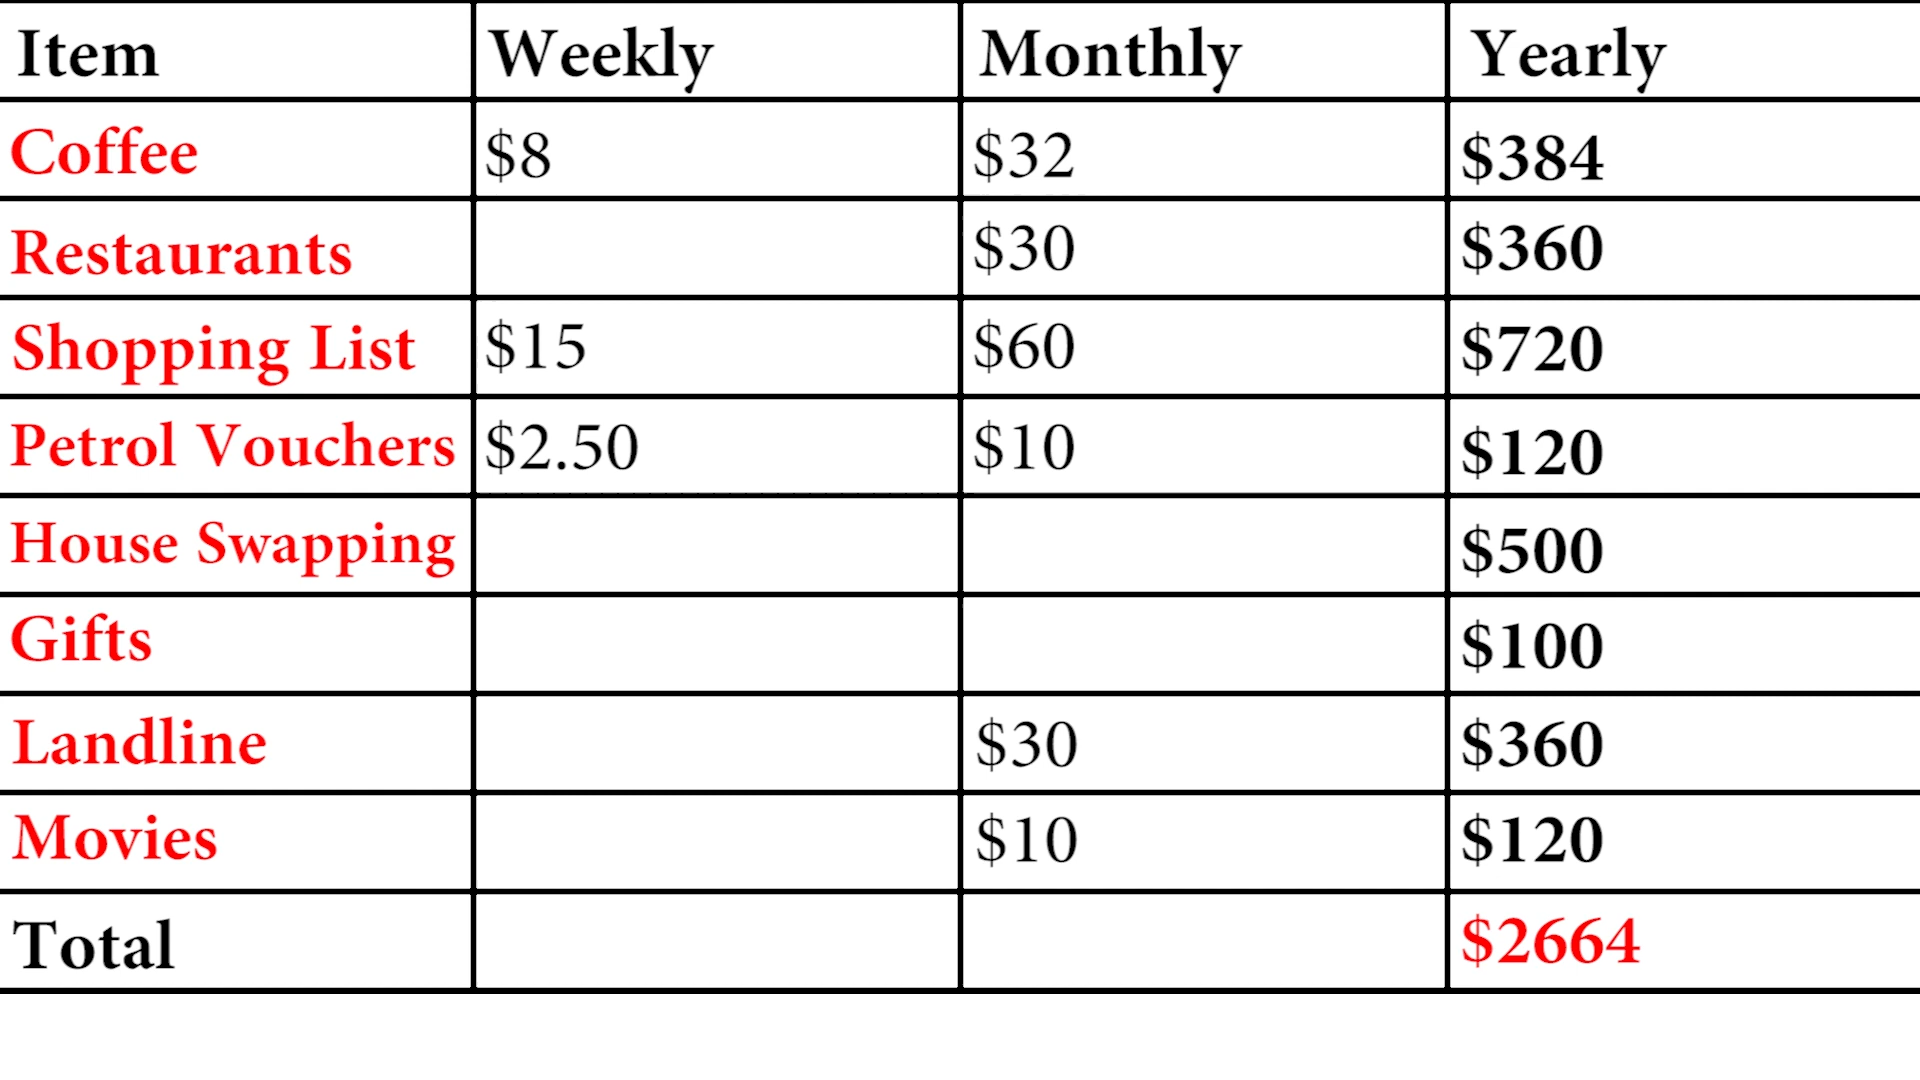 Item Weekly Monthly Yearly
Coffee $8 $32 $384
Restaurants $30 $360
Shopping List $15 $60 $720
Petrol Vouchers $2.50 $10 $120
House Swapping $500
Gifts $100
Landline $30 $360
Movies $10 $120
Total $2664